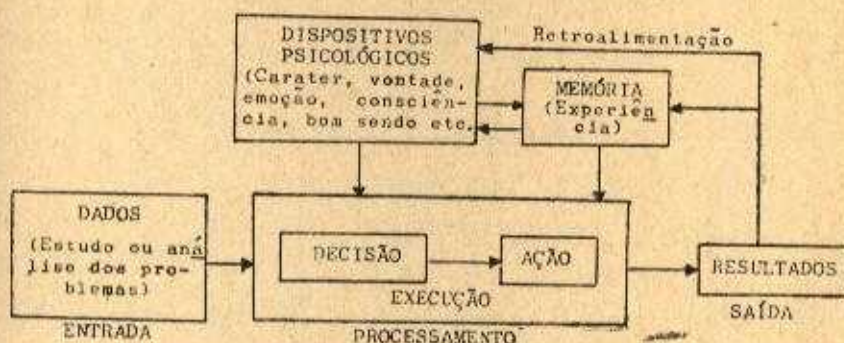 DISPOSITIVOS
PSICOLÓGICOS
(Carater, vontade,
emoção, consciên-
cia, bom sendo etc.
Retroalimentação
MEMÓRIA
(Experiên
cia)
DADOS
(Estudo ou aná
lise dos pro-
blemas)
ENTRADA
DECISÃO
AÇÃO
EXECUÇÃO
PROCESSAMENTO
RESULTADOS
SAÍDA